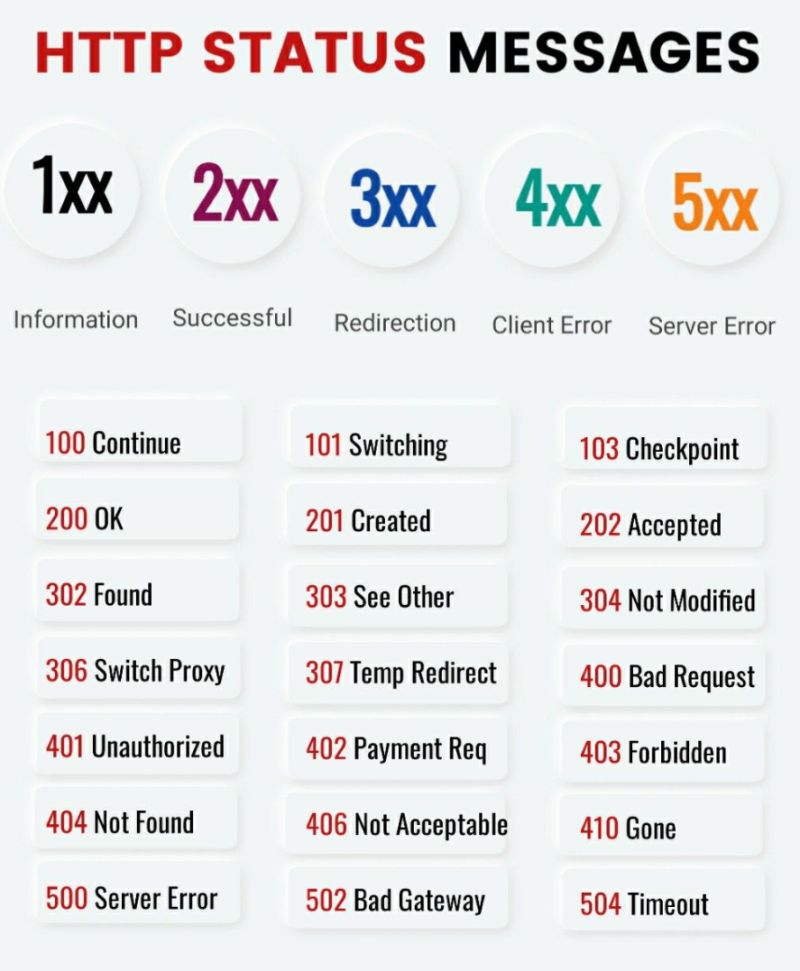 HTTP STATUS MESSAGES
1xx
2xx
3xx
4xx
5xx
Information
Successful
Redirection
Client Error
Server Error
100 Continue
101 Switching
103 Checkpoint
200 OK
201 Created
202 Accepted
302 Found
303 See Other
304 Not Modified
306 Switch Proxy
307 Temp Redirect
400 Bad Request
401 Unauthorized
402 Payment Req
403 Forbidden
404 Not Found
406 Not Acceptable
410 Gone
500 Server Error
502 Bad Gateway
504 Timeout